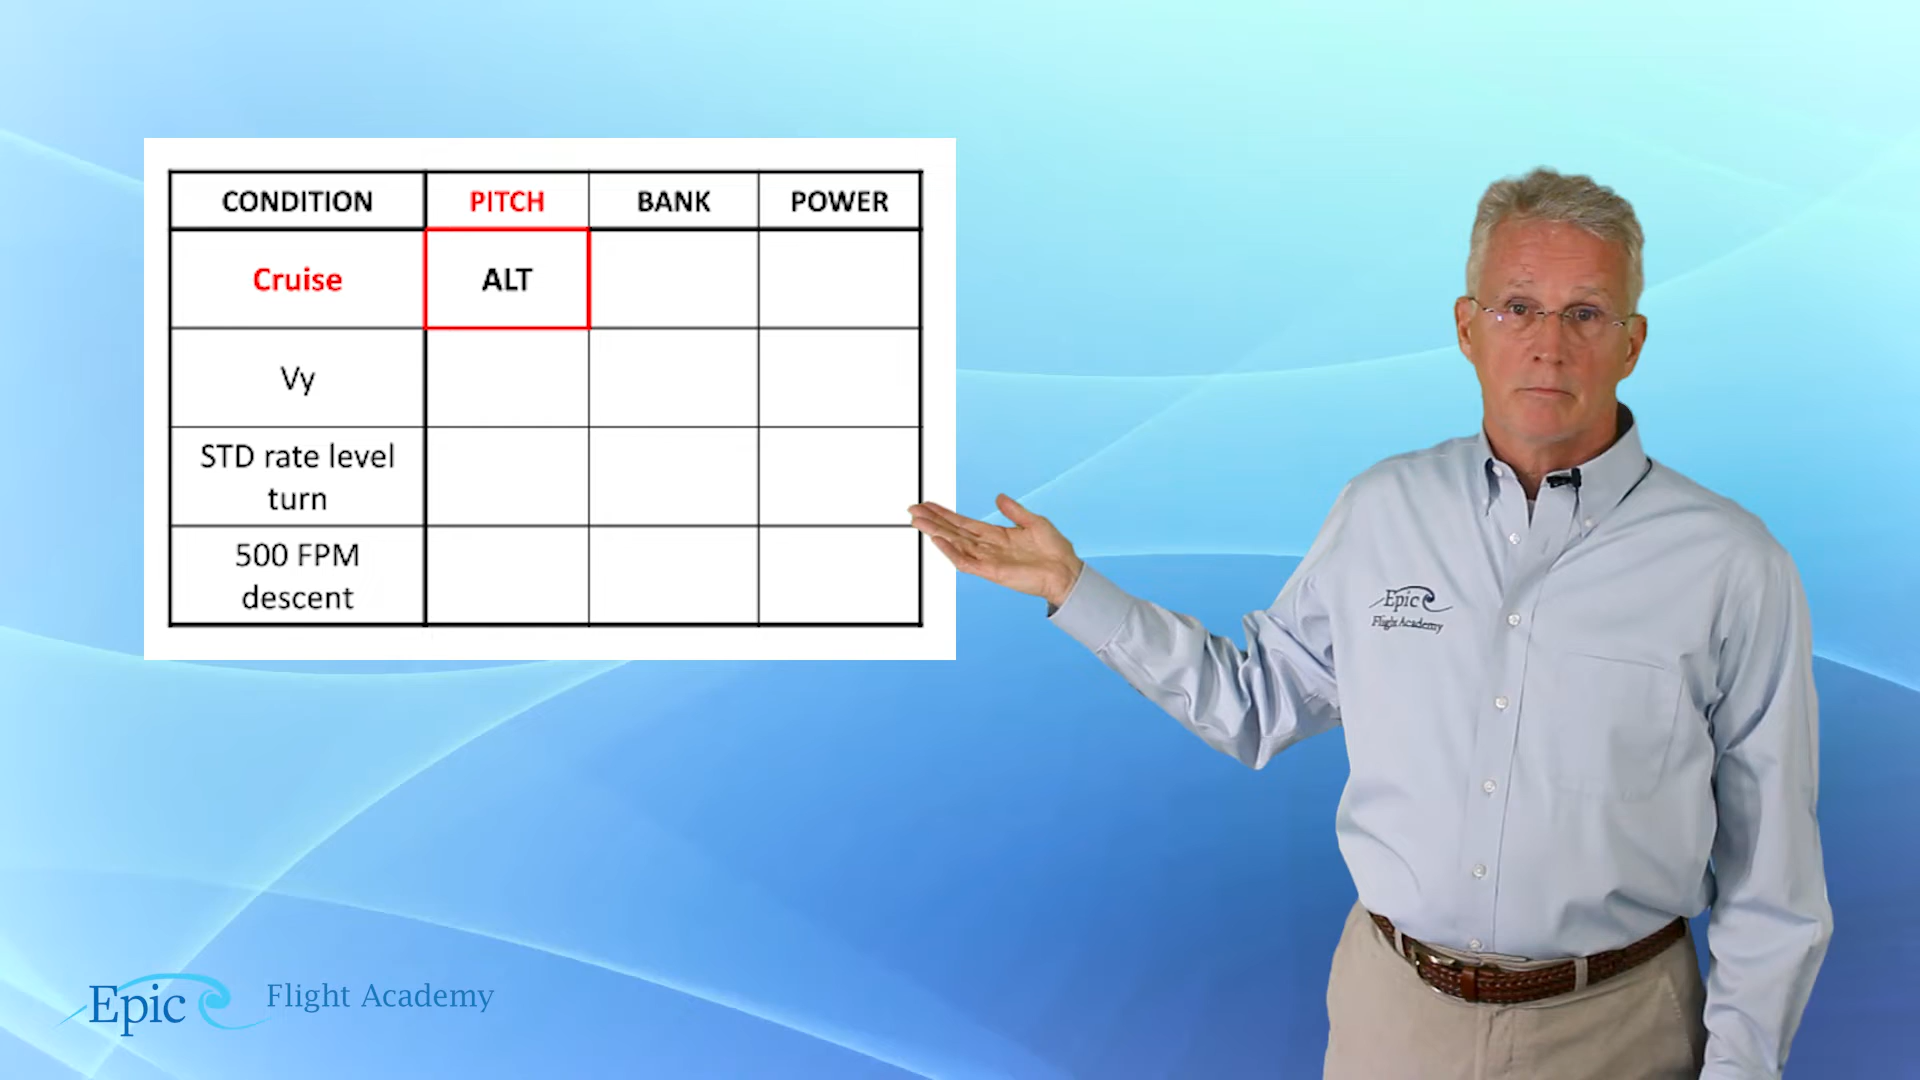 CONDITION PITCH BANK POWER
Cruise ALT
Vy
STD rate level
turn
500 FPM
descent
Epic
Flight Academy
Epic Flight Academy